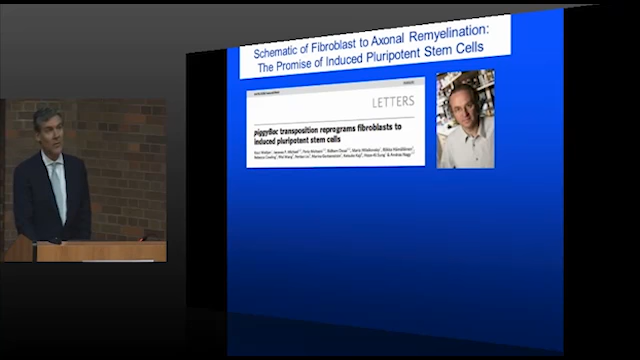 Schematic of Fibroblast to Axonal Remyelination:
The Promise of Induced Pluripotent Stem Cells
LETTERS
piggyBac transposition reprograms fibroblasts to
induced pluripotent stem cells